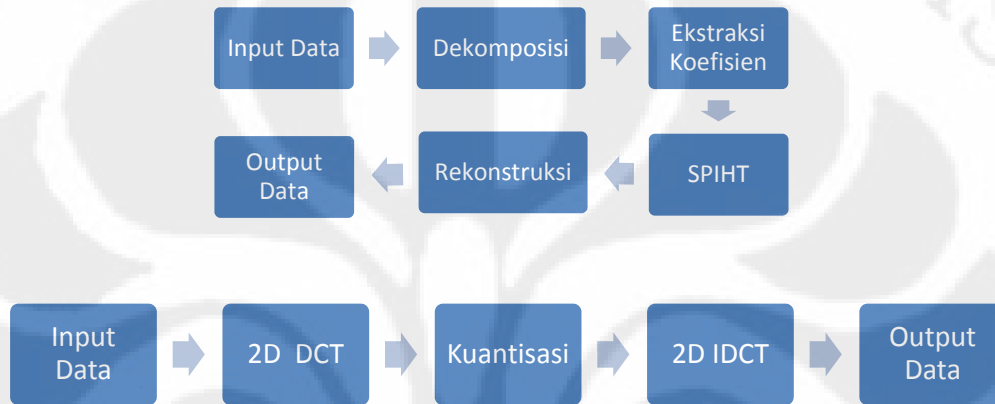 Input Data
Dekomposisi
Ekstraksi
Koefisien
SPIHT
Rekonstruksi
Output
Data
Input
Data
2D DCT
Kuantisasi
2D IDCT
Output
Data